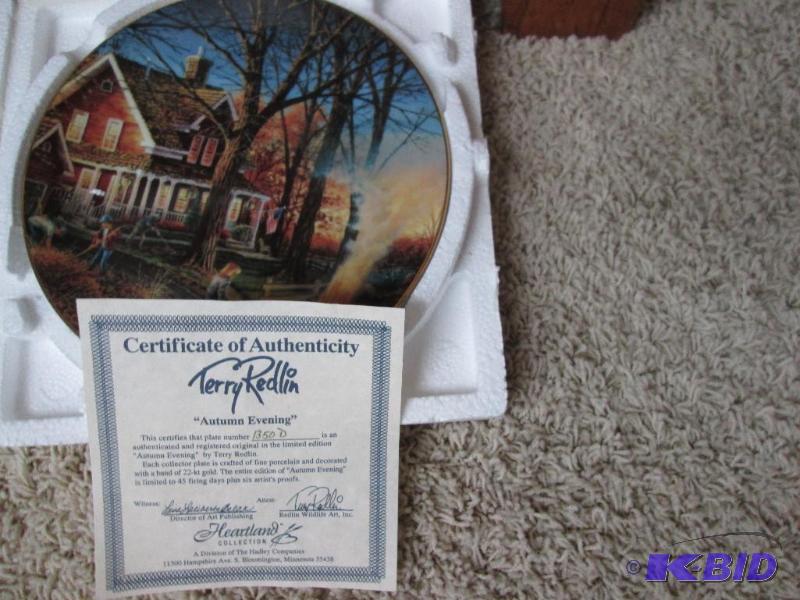 Certificate of Authenticity
Terry Redlin
"Autumn Evening"
This certifies that plate number 1350 D is an
authenticated and registered original in the limited edition
"Autumn Evening" by Terry Redlin.
Each collector plate is crafted of fine porcelain and decorated
with a band of 22-kt gold. The entire edition of "Autumn Evening"
is limited to 45 firing days plus six artist's proofs.
Witness: Attest: Terry Redlin
Director of Art Publishing Redlin Wildlife Art, Inc.
Heartland
COLLECTION
A Division of The Hadley Companies
11300 Hampshire Ave. S. Bloomington, Minnesota 55438
© K-BID